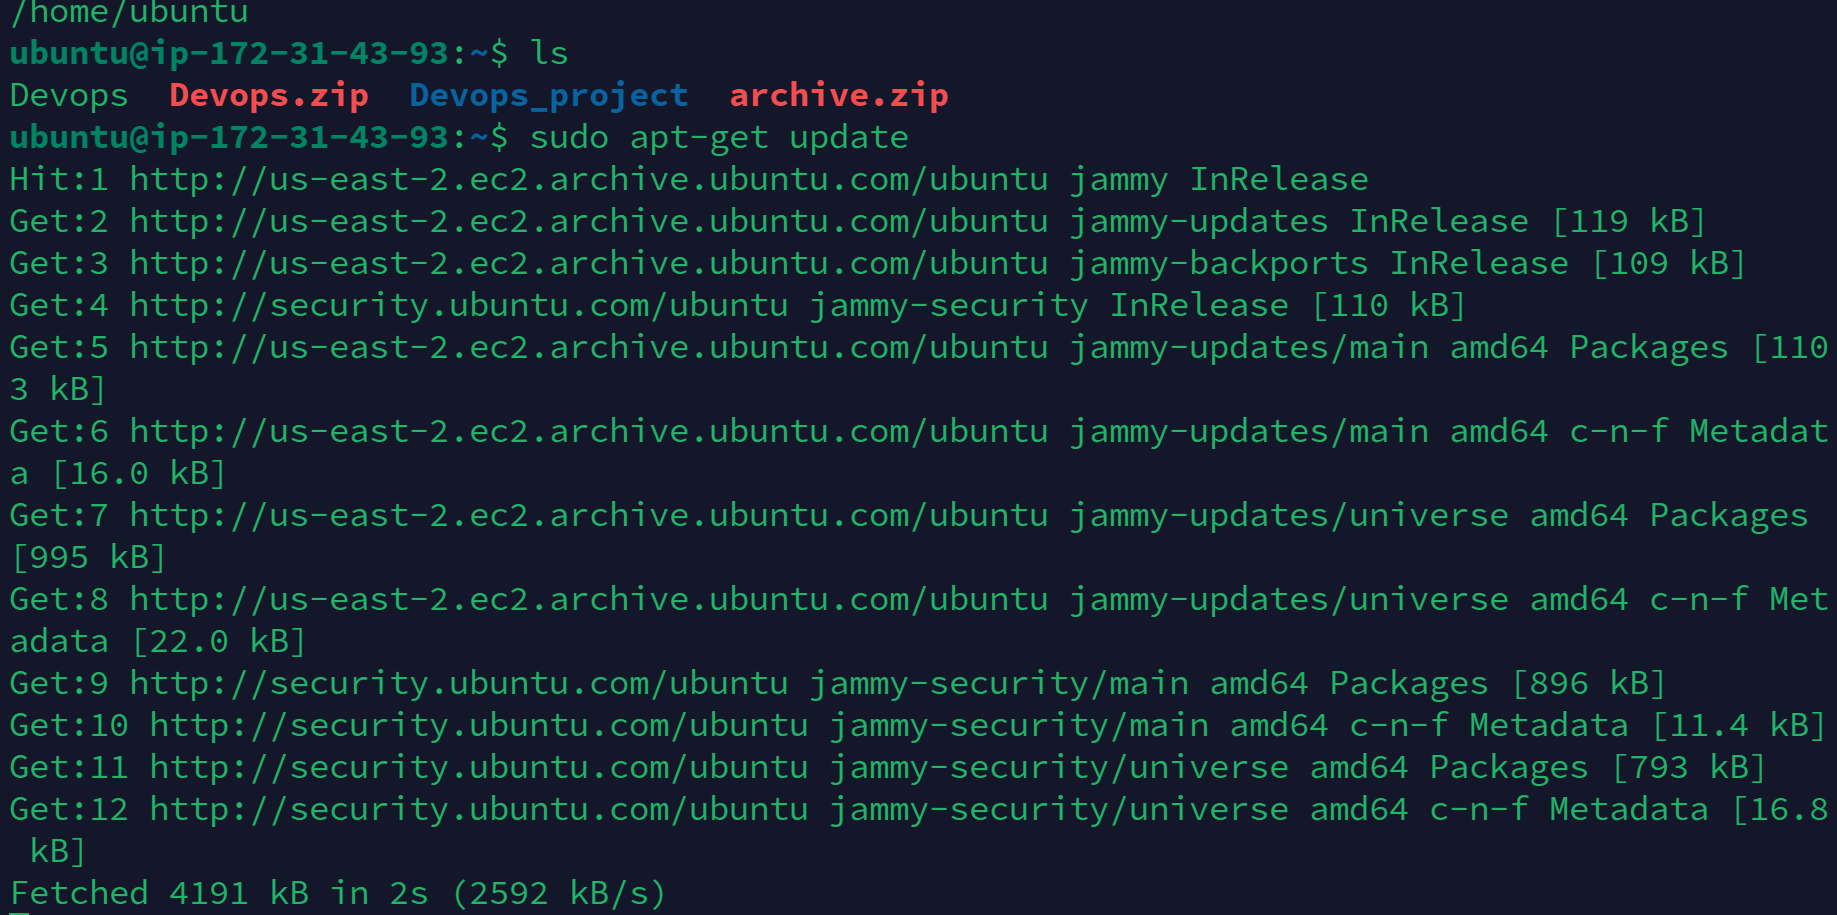 /home/ubuntu
ubuntu@ip-172-31-43-93:~$ ls
Devops  Devops.zip  Devops_project  archive.zip
ubuntu@ip-172-31-43-93:~$ sudo apt-get update
Hit:1 http://us-east-2.ec2.archive.ubuntu.com/ubuntu jammy InRelease
Get:2 http://us-east-2.ec2.archive.ubuntu.com/ubuntu jammy-updates InRelease [119 kB]
Get:3 http://us-east-2.ec2.archive.ubuntu.com/ubuntu jammy-backports InRelease [109 kB]
Get:4 http://security.ubuntu.com/ubuntu jammy-security InRelease [110 kB]
Get:5 http://us-east-2.ec2.archive.ubuntu.com/ubuntu jammy-updates/main amd64 Packages [110
3 kB]
Get:6 http://us-east-2.ec2.archive.ubuntu.com/ubuntu jammy-updates/main amd64 c-n-f Metadat
a [16.0 kB]
Get:7 http://us-east-2.ec2.archive.ubuntu.com/ubuntu jammy-updates/universe amd64 Packages
[995 kB]
Get:8 http://us-east-2.ec2.archive.ubuntu.com/ubuntu jammy-updates/universe amd64 c-n-f Met
adata [22.0 kB]
Get:9 http://security.ubuntu.com/ubuntu jammy-security/main amd64 Packages [896 kB]
Get:10 http://security.ubuntu.com/ubuntu jammy-security/main amd64 c-n-f Metadata [11.4 kB]
Get:11 http://security.ubuntu.com/ubuntu jammy-security/universe amd64 Packages [793 kB]
Get:12 http://security.ubuntu.com/ubuntu jammy-security/universe amd64 c-n-f Metadata [16.8
 kB]
Fetched 4191 kB in 2s (2592 kB/s)